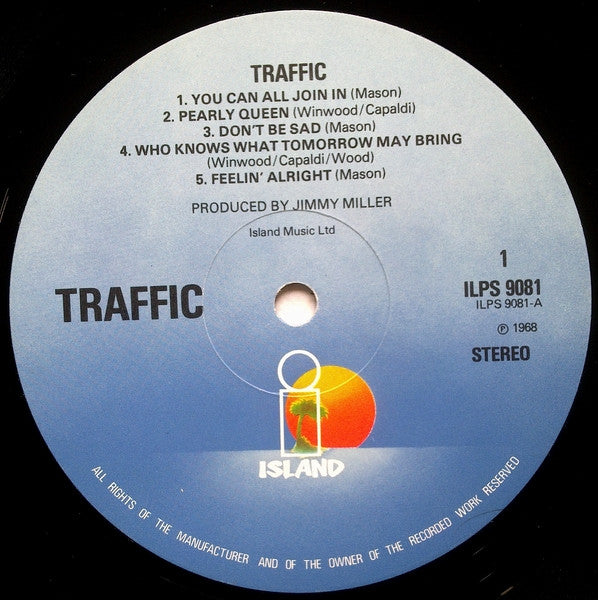 TRAFFIC
1. YOU CAN ALL JOIN IN (Mason)
2. PEARLY QUEEN (Winwood/Capaldi)
3. DON'T BE SAD (Mason)
4. WHO KNOWS WHAT TOMORROW MAY BRING
(Winwood/Capaldi/Wood)
5. FEELIN' ALRIGHT (Mason)
PRODUCED BY JIMMY MILLER
Island Music Ltd
TRAFFIC
1
ILPS 9081
ILPS 9081-A
℗ 1968
STEREO
i
ISLAND
ALL RIGHTS OF THE MANUFACTURER AND OF THE OWNER OF THE RECORDED WORK RESERVED